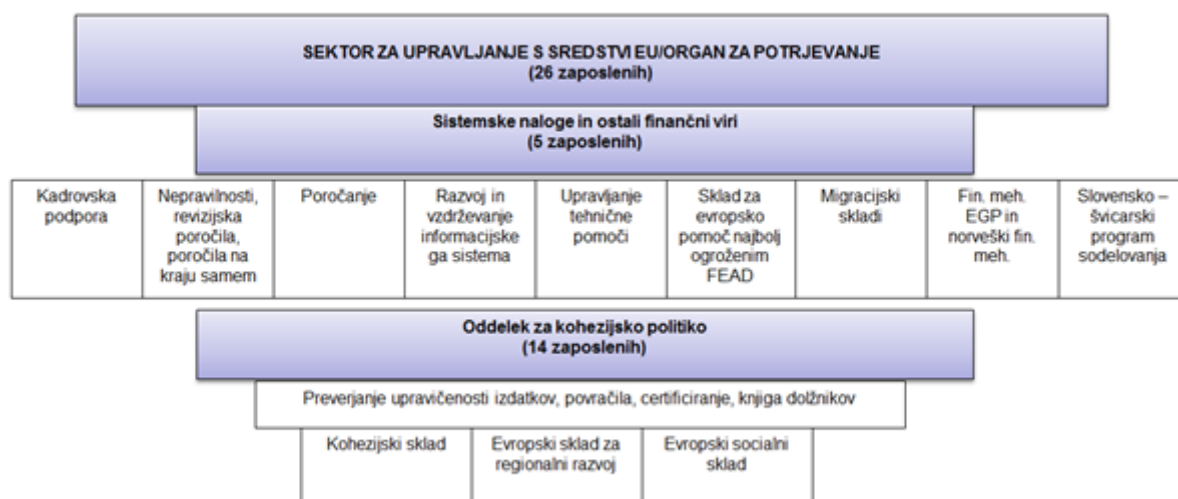 SEKTOR ZA UPRAVLJANJE S SREDSTVI EU/ORGAN ZA POTRJEVANJE
(26 zaposlenih)
Sistemske naloge in ostali finančni viri
(5 zaposlenih)
Kadrovska
podpora
Nepravilnosti,
revizijska
poročila,
poročila na
kraju samem
Poročanje
Razvoj in
vzdrževanje
informacijske
ga sistema
Upravljanje
tehnične
pomoči
Sklad za
evropsko
pomoč najbolj
ogroženim
FEAD
Migracijski
skladi
Fin. meh.
EGP in
norveški fin.
meh.
Slovensko –
švicarski
program
sodelovanja
Oddelek za kohezijsko politiko
(14 zaposlenih)
Preverjanje upravičenosti izdatkov, povračila, certificiranje, knjiga dolžnikov
Kohezijski sklad
Evropski sklad za
regionalni razvoj
Evropski socialni
sklad